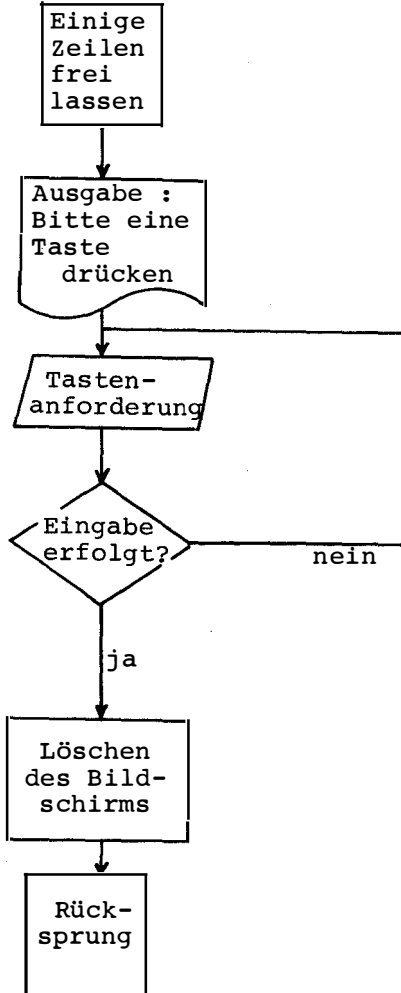 Einige
Zeilen
frei
lassen
Ausgabe :
Bitte eine
Taste
drücken
Tasten-
anforderung
Eingabe
erfolgt?
nein
ja
Löschen
des Bild-
schirms
Rück-
sprung